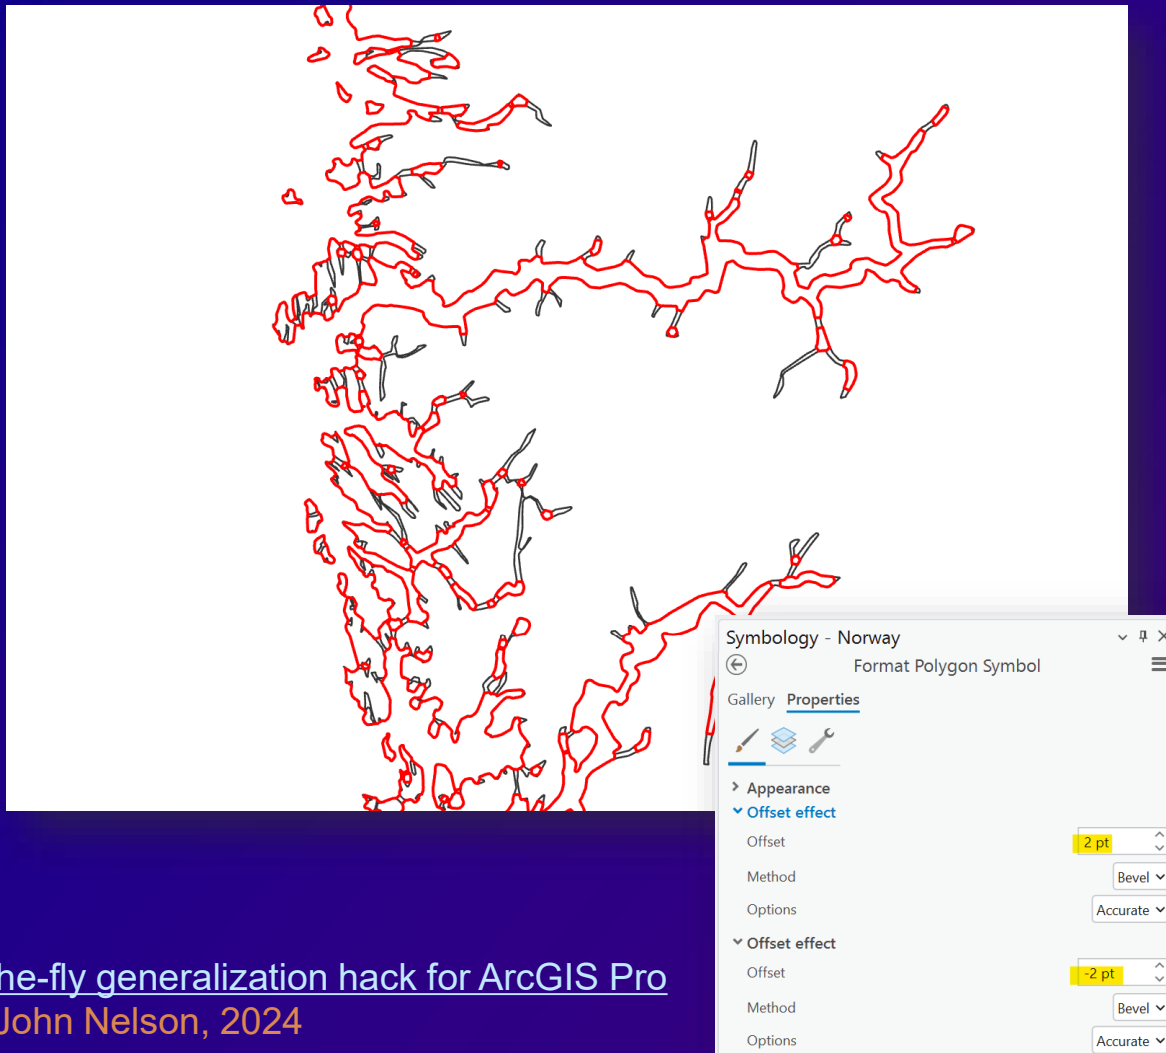 Symbology - Norway
Format Polygon Symbol
Gallery Properties
Appearance
Offset effect
Offset 2 pt
Method Bevel
Options Accurate
Offset effect
Offset -2 pt
Method Bevel
Options Accurate
he-fly generalization hack for ArcGIS Pro
John Nelson, 2024